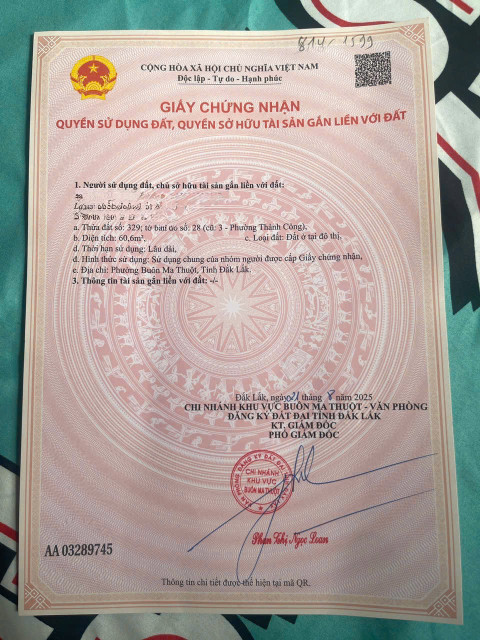 814/1599
CỘNG HÒA XÃ HỘI CHỦ NGHĨA VIỆT NAM
Độc lập - Tự do - Hạnh phúc
GIẤY CHỨNG NHẬN
QUYỀN SỬ DỤNG ĐẤT, QUYỀN SỞ HỮU TÀI SẢN GẮN LIỀN VỚI ĐẤT
1. Người sử dụng đất, chủ sở hữu tài sản gắn liền với đất:
a. Thửa đất số: 329; tờ bản đồ số: 28 (cũ: 3 - Phường Thành Công),
b. Diện tích: 60,6m², c. Loại đất: Đất ở tại đô thị.
d. Thời hạn sử dụng: Lâu dài,
đ. Hình thức sử dụng: Sử dụng chung của nhóm người được cấp Giấy chứng nhận,
e. Địa chỉ: Phường Buôn Ma Thuột, Tỉnh Đắk Lắk.
3. Thông tin tài sản gắn liền với đất: -/-
Đắk Lắk, ngày 21 tháng 8 năm 2025
CHI NHÁNH KHU VỰC BUÔN MA THUỘT - VĂN PHÒNG
ĐĂNG KÝ ĐẤT ĐAI TỈNH ĐẮK LẮK
KT. GIÁM ĐỐC
PHÓ GIÁM ĐỐC
CHI NHÁNH
KHU VỰC
BUÔN MA THUỘT
Phan Thị Ngọc Loan
AA 03289745
Thông tin chi tiết được thể hiện tại mã QR.